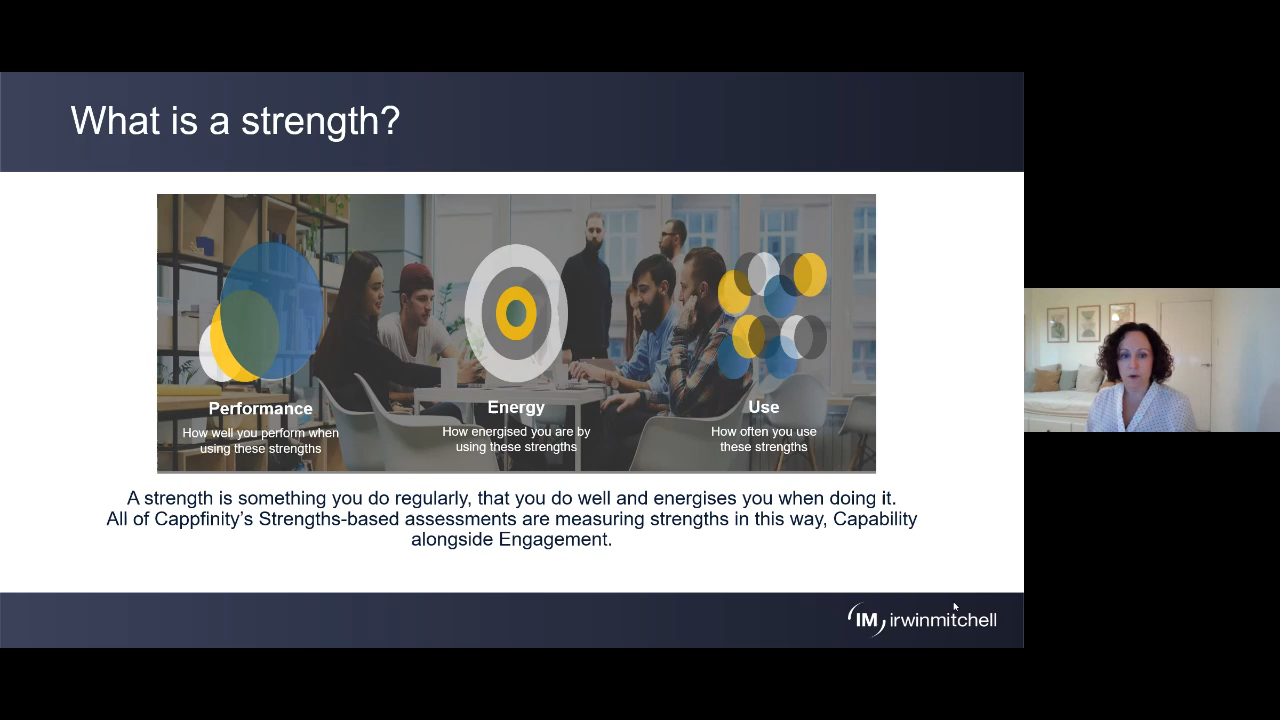 What is a strength?
Performance
How well you perform when
using these strengths
Energy
How energised you are by
using these strengths
Use
How often you use
these strengths
A strength is something you do regularly, that you do well and energises you when doing it.
All of Cappfinity’s Strengths-based assessments are measuring strengths in this way, Capability
alongside Engagement.
IM irwinmitchell